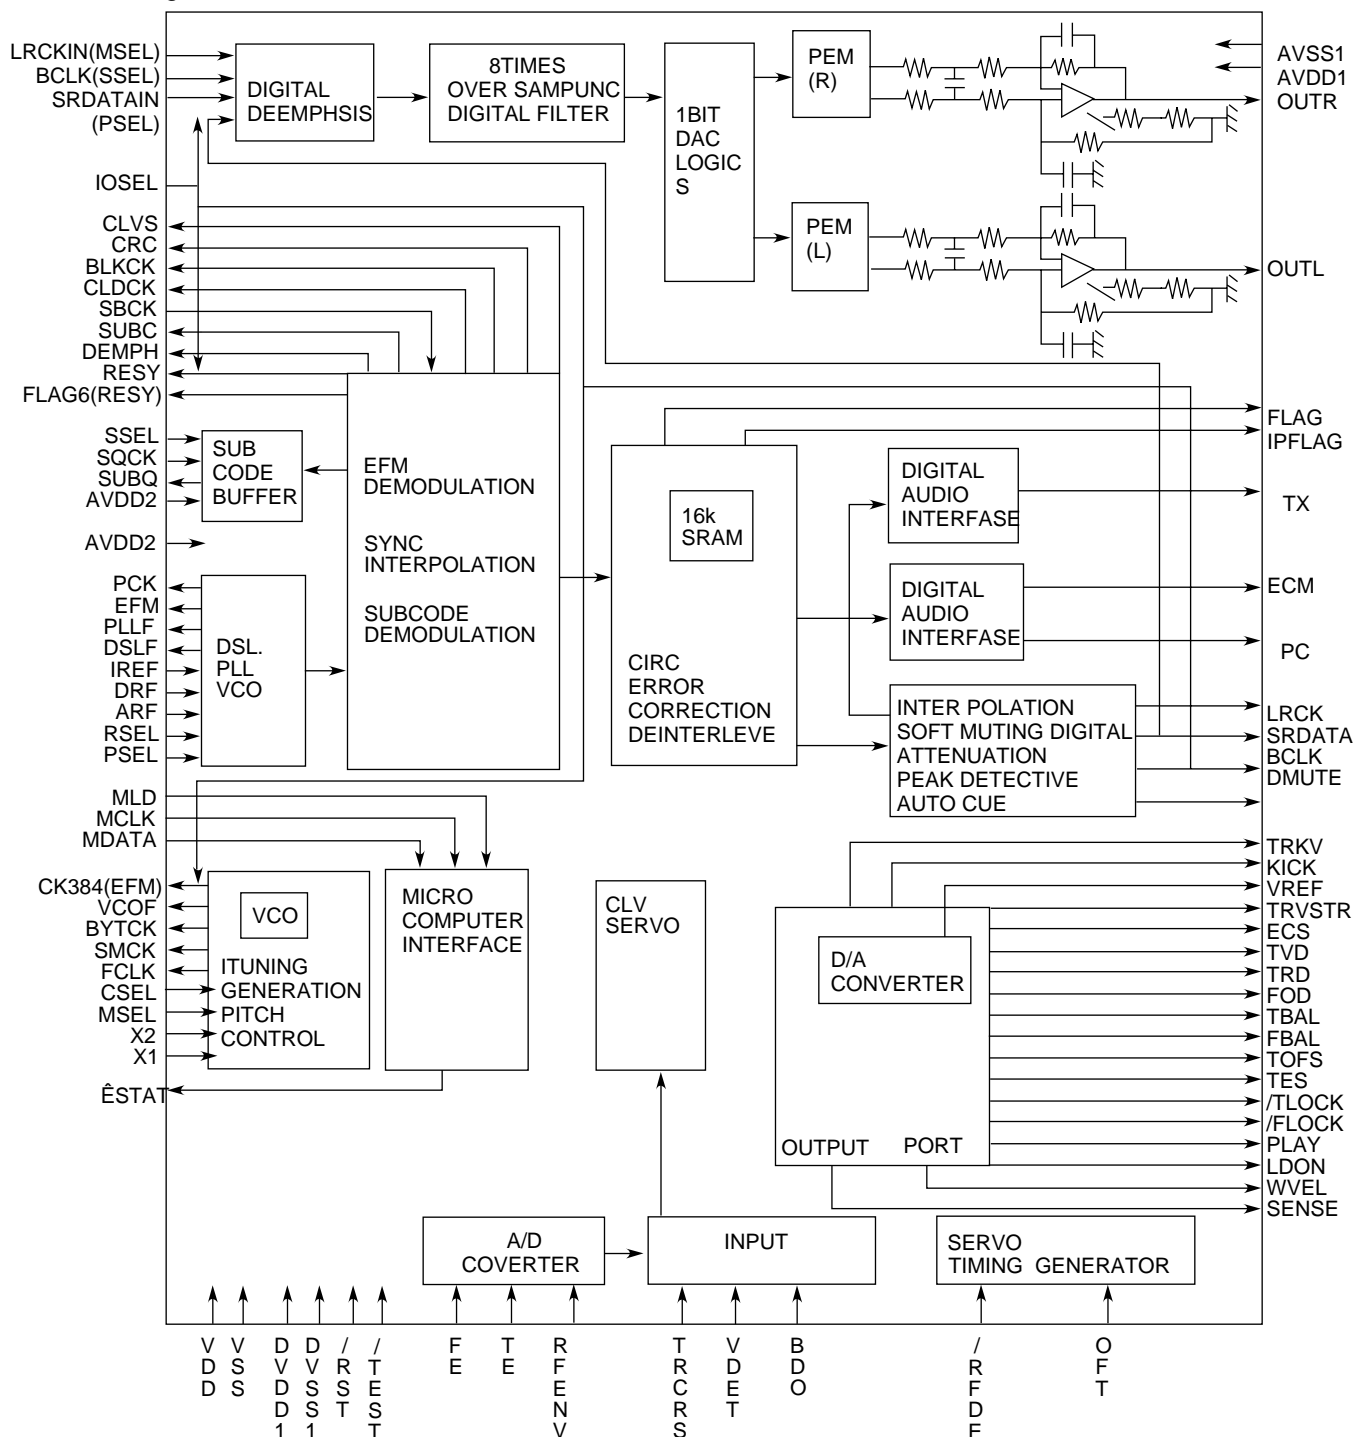 LRCKIN(MSEL)
BCLK(SSEL)
SRDATAIN
(PSEL)
IOSEL
CLVS
CRC
BLKCK
CLDCK
SBCK
SUBC
DEMPH
RESY
FLAG6(RESY)
SSEL
SQCK
SUBQ
AVDD2
AVDD2
PCK
EFM
PLLF
DSLF
IREF
DRF
ARF
RSEL
PSEL
MLD
MCLK
MDATA
CK384(EFM)
VCOF
BYTCK
SMCK
FCLK
CSEL
MSEL
X2
X1
ÊSTAT
DIGITAL
DEEMPHSIS
8TIMES
OVER SAMPUNC
DIGITAL FILTER
1BIT
DAC
LOGIC
S
PEM
(R)
PEM
(L)
AVSS1
AVDD1
OUTR
OUTL
SUB
CODE
BUFFER
EFM
DEMODULATION
SYNC
INTERPOLATION
SUBCODE
DEMODULATION
DSL.
PLL
VCO
16k
SRAM
CIRC
ERROR
CORRECTION
DEINTERLEVE
DIGITAL
AUDIO
INTERFASE
DIGITAL
AUDIO
INTERFASE
INTER POLATION
SOFT MUTING DIGITAL
ATTENUATION
PEAK DETECTIVE
AUTO CUE
FLAG
IPFLAG
TX
ECM
PC
LRCK
SRDATA
BCLK
DMUTE
VCO
ITUNING
GENERATION
PITCH
CONTROL
MICRO
COMPUTER
INTERFACE
CLV
SERVO
D/A
CONVERTER
OUTPUT PORT
TRKV
KICK
VREF
TRVSTR
ECS
TVD
TRD
FOD
TBAL
FBAL
TOFS
TES
/TLOCK
/FLOCK
PLAY
LDON
WVEL
SENSE
A/D
COVERTER
INPUT
SERVO
TIMING GENERATOR
VDD
VSS
DVDD1
DVSS1
/RST
/TEST
FE
TE
RFENV
TRCRS
VDET
BDO
/RFDE
OFT